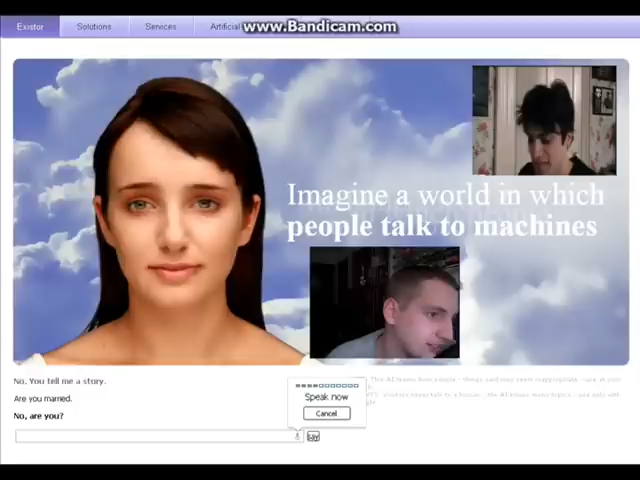 Existor
Solutions
Services
Artificial
www.Bandicam.com
Imagine a world in which
people talk to machines
No. You tell me a story.
Are you married.
No, are you?
Speak now
Cancel
say